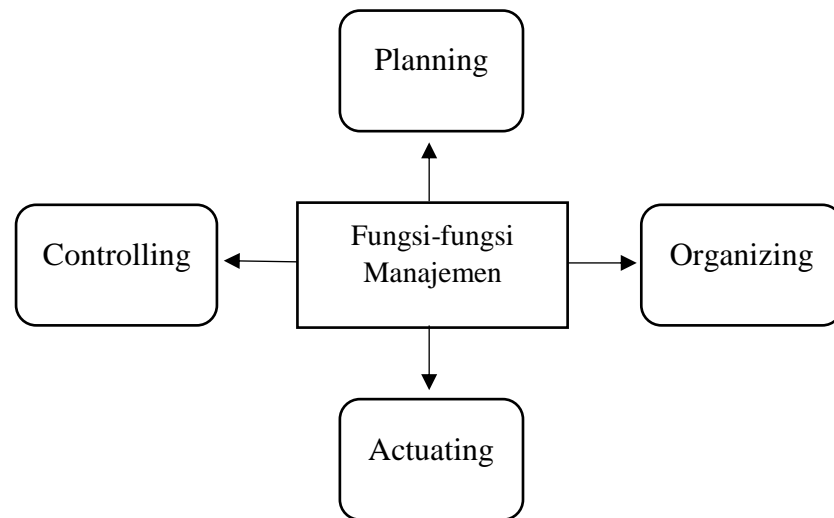 Planning
Controlling
Fungsi-fungsi
Manajemen
Organizing
Actuating